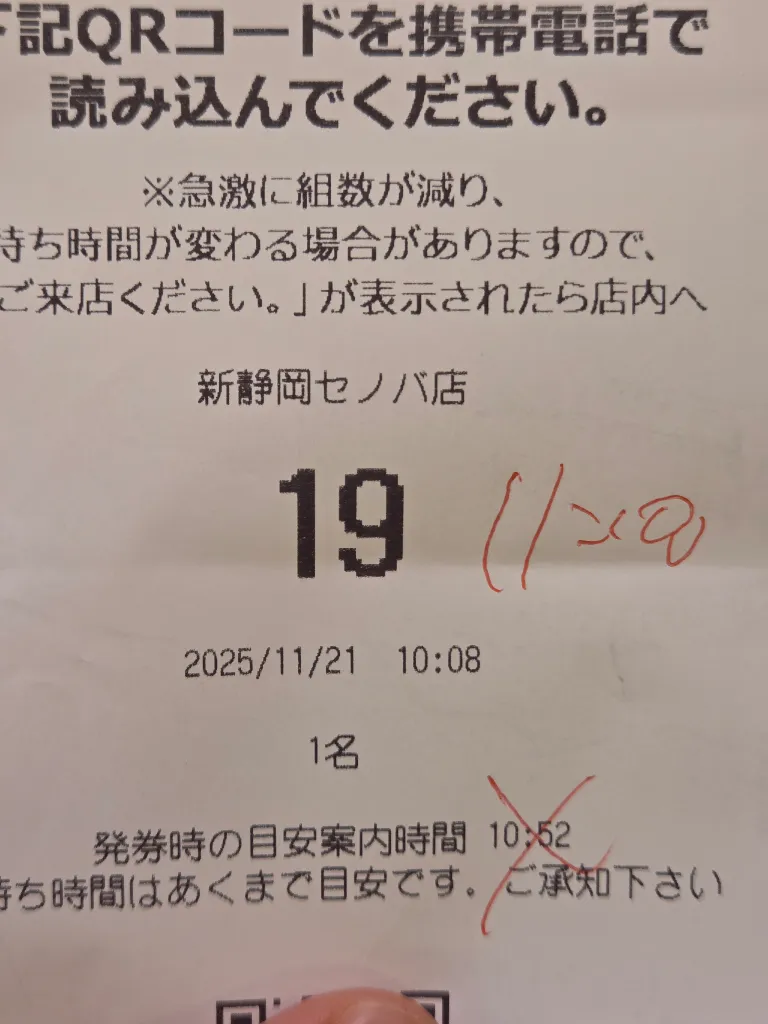 下記QRコードを携帯電話で
読み込んでください。
※急激に組数が減り、
待ち時間が変わる場合がありますので、
ご来店ください。」が表示されたら店内へ
新静岡セノバ店
19
2025/11/21 10:08
1名
発券時の目安案内時間 10:52
待ち時間はあくまで目安です。ご承知下さい